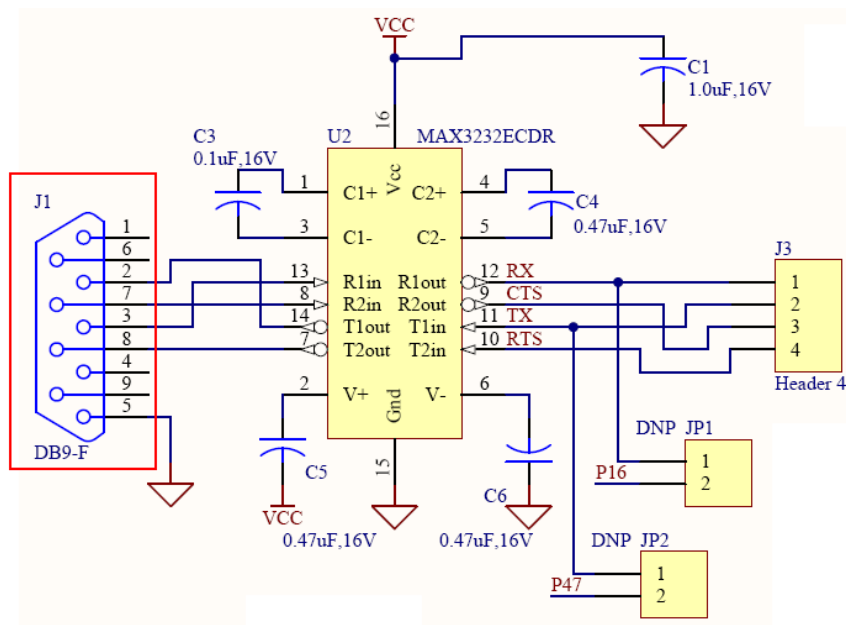 VCC
C1
1.0uF,16V
16
U2
MAX3232ECDR
C3
0.1uF,16V
Vcc
1
C1+
C2+
4
C4
0.47uF,16V
3
C1-
C2-
5
J1
1
6
2
7
3
8
4
9
5
DB9-F
13
R1in
R1out
12
RX
8
R2in
R2out
9
CTS
14
T1out
T1in
11
TX
7
T2out
T2in
10
RTS
J3
1
2
3
4
Header 4
2
V+
Gnd
V-
6
15
C5
VCC
0.47uF,16V
C6
0.47uF,16V
DNP JP1
1
P16
2
DNP JP2
1
P47
2